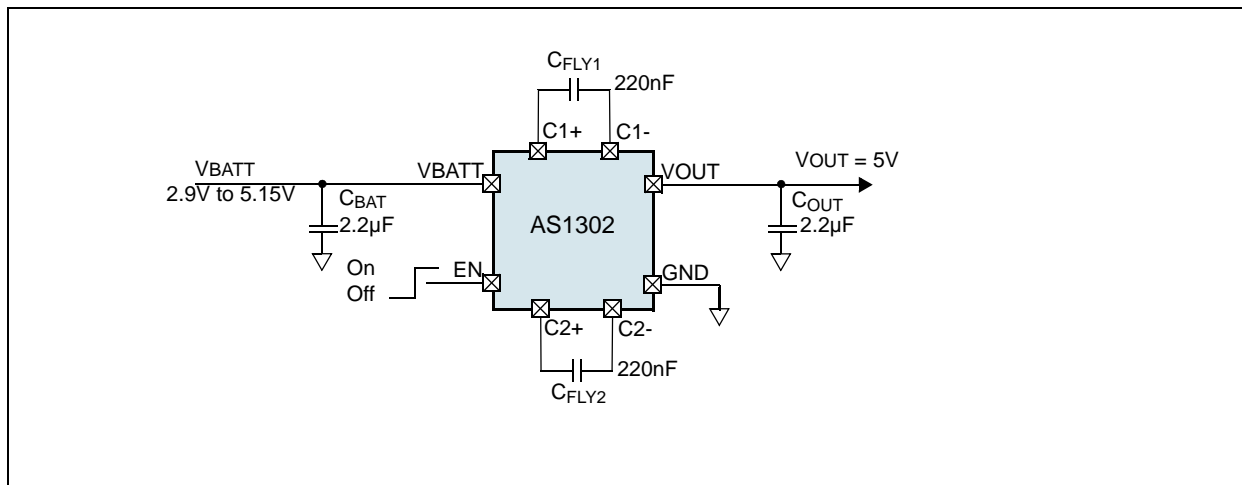 CFLY1
220nF
C1+ C1-
VBATT
2.9V to 5.15V
VBATT
VOUT
VOUT = 5V
CBAT
2.2µF
AS1302
COUT
2.2µF
On
Off
EN
GND
C2+ C2-
220nF
CFLY2